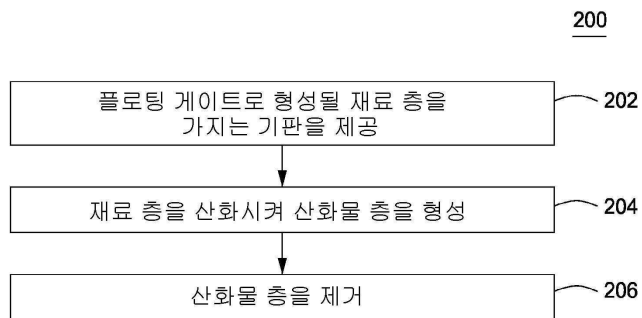 200
플로팅 게이트로 형성될 재료 층을
가지는 기판을 제공
202
재료 층을 산화시켜 산화물 층을 형성
204
산화물 층을 제거
206